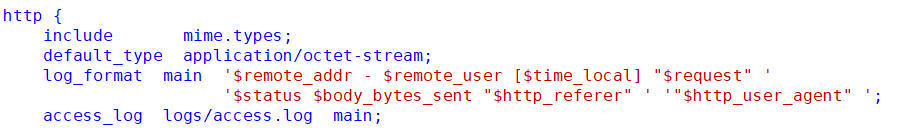 http {
    include       mime.types;
    default_type  application/octet-stream;
    log_format  main  '$remote_addr - $remote_user [$time_local] "$request" '
                      '$status $body_bytes_sent "$http_referer" ' '"$http_user_agent" ';
    access_log  logs/access.log  main;